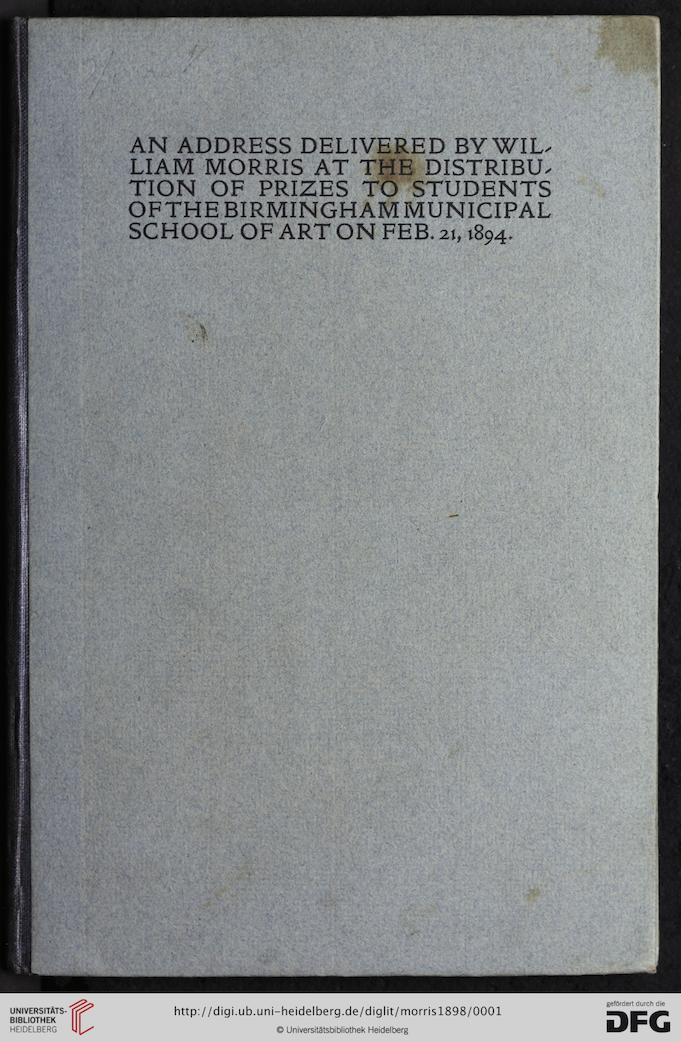 AN ADDRESS DELIVERED BY WIL-
LIAM MORRIS AT THE DISTRIBU-
TION OF PRIZES TO STUDENTS
OF THE BIRMINGHAM MUNICIPAL
SCHOOL OF ART ON FEB. 21, 1894.
UNIVERSITÄTS-
BIBLIOTHEK
HEIDELBERG
http://digi.ub.uni-heidelberg.de/diglit/morris1898/0001
© Universitätsbibliothek Heidelberg
gefördert durch die
DFG